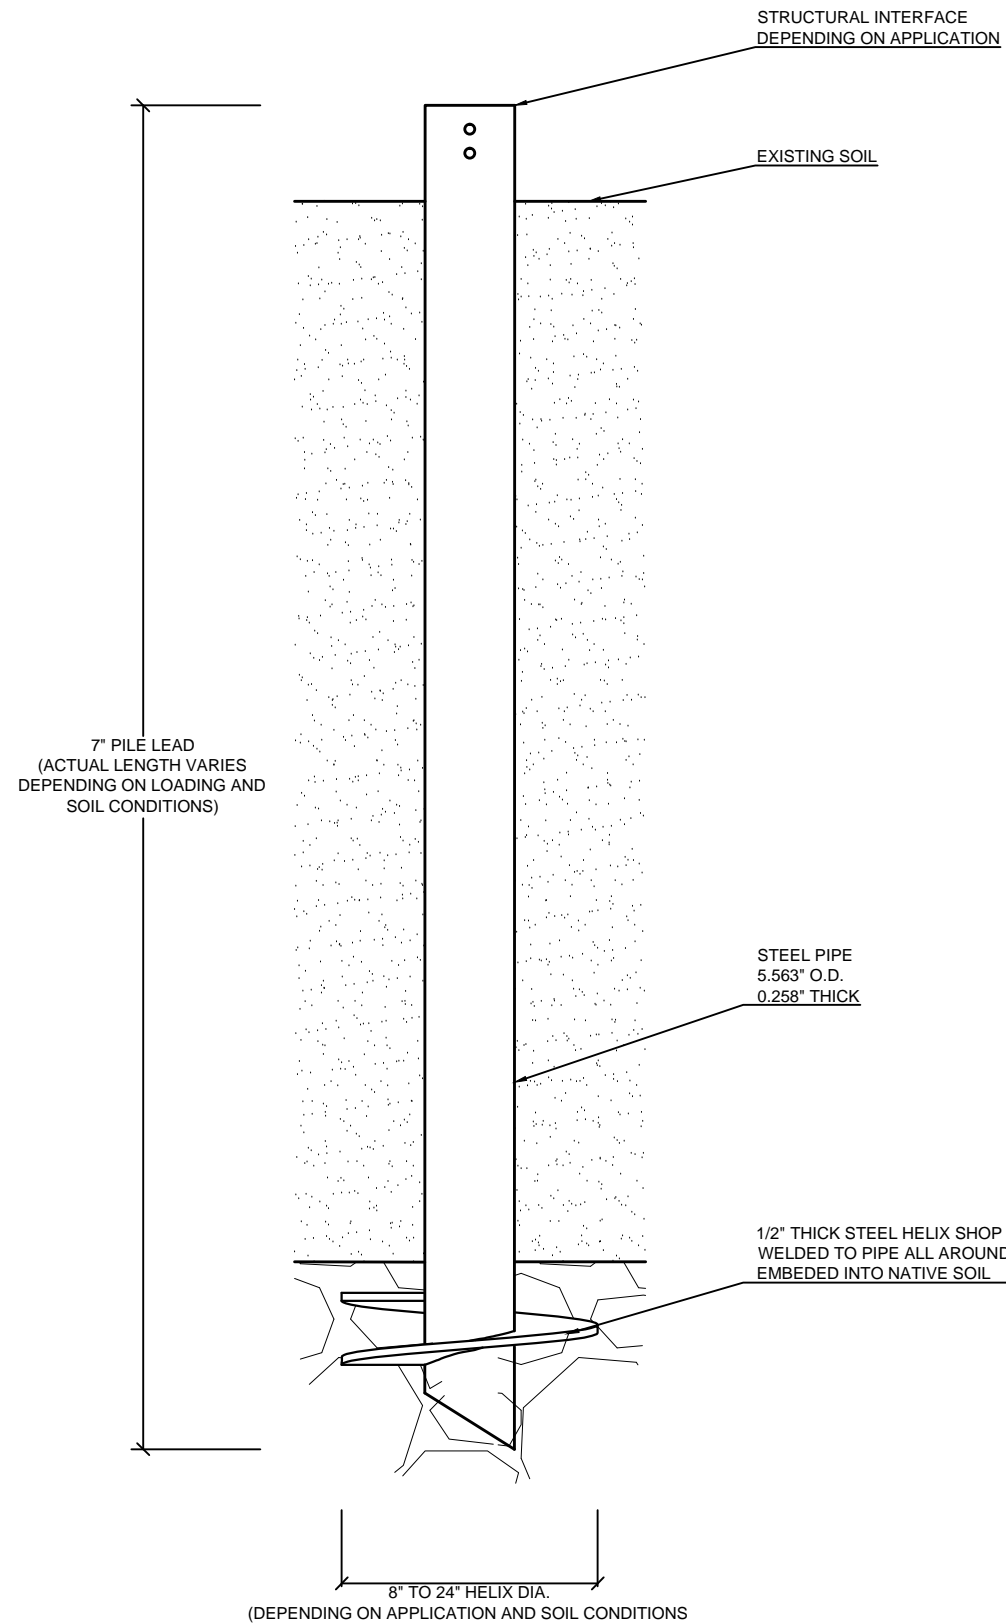 STRUCTURAL INTERFACE
DEPENDING ON APPLICATION
EXISTING SOIL
7" PILE LEAD
(ACTUAL LENGTH VARIES
DEPENDING ON LOADING AND
SOIL CONDITIONS)
STEEL PIPE
5.563" O.D.
0.258" THICK
1/2" THICK STEEL HELIX SHOP
WELDED TO PIPE ALL AROUND
EMBEDED INTO NATIVE SOIL
8" TO 24" HELIX DIA.
(DEPENDING ON APPLICATION AND SOIL CONDITIONS